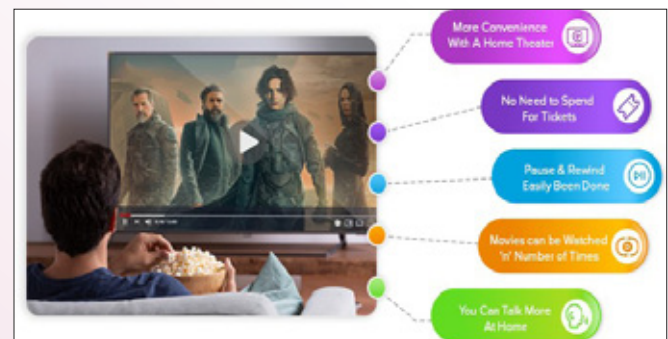 More Convenience
With A Home Theater
No Need to Spend
For Tickets
Pause & Rewind
Easily Been Done
Movies can be Watched
'n' Number of Times
You Can Talk More
At Home